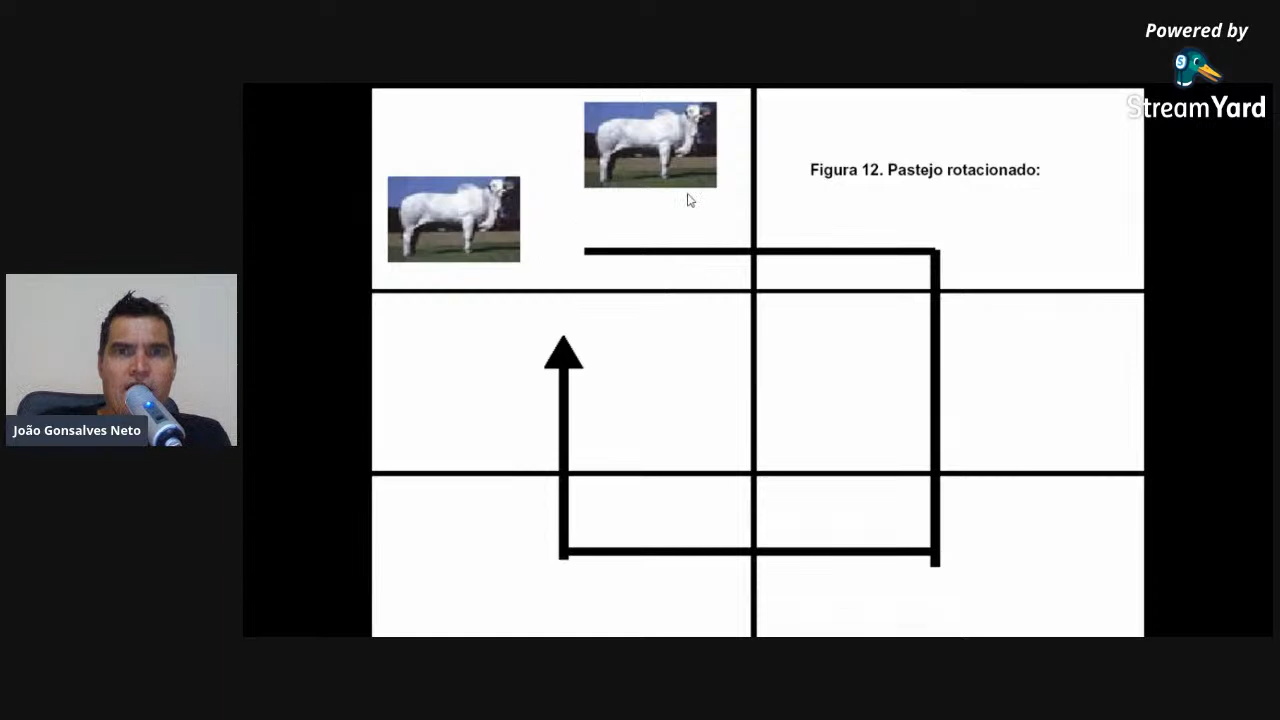 Powered by
StreamYard
Figura 12. Pastejo rotacionado:
João Gonsalves Neto